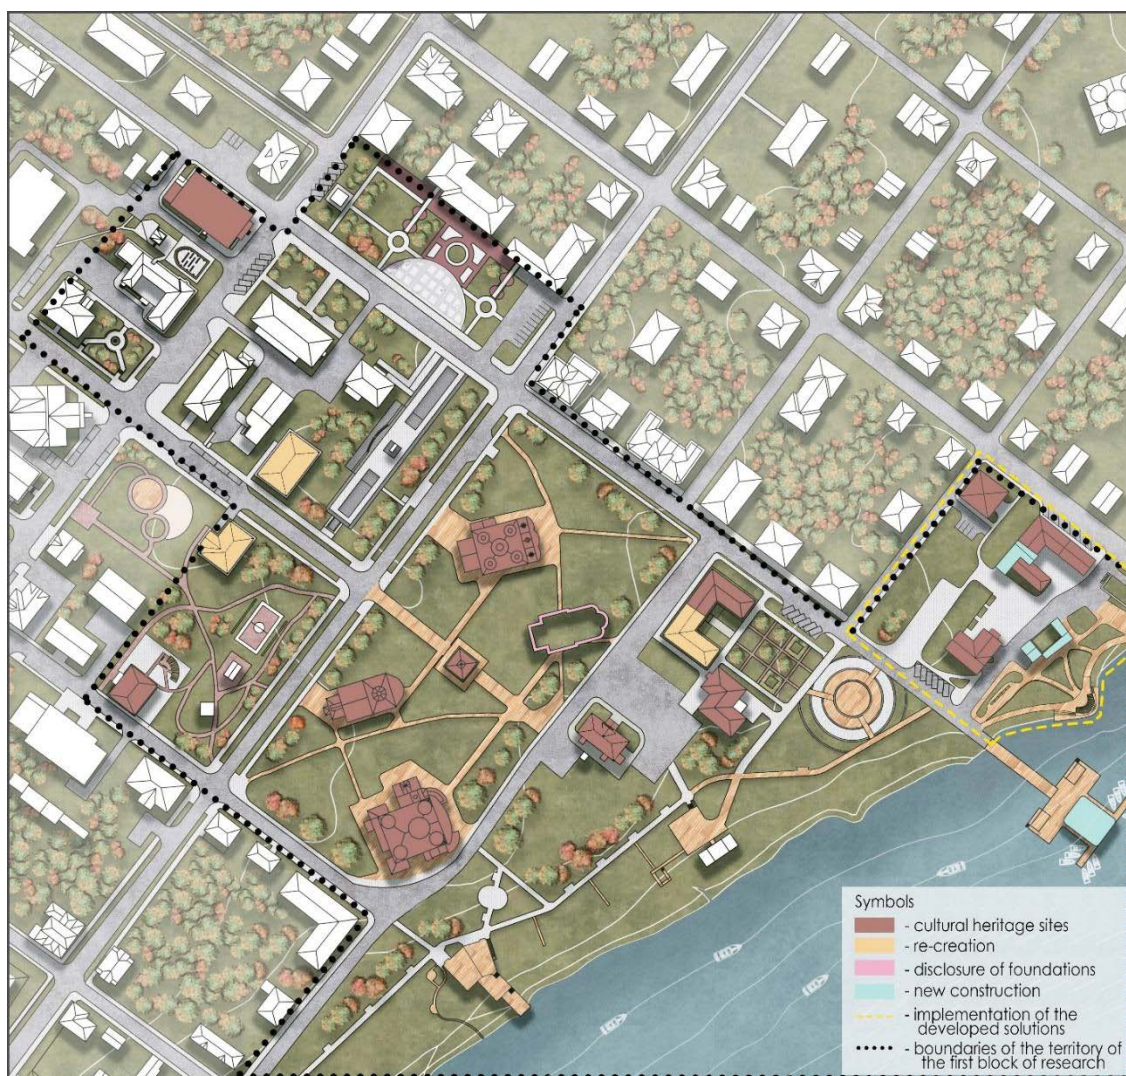 Symbols
- cultural heritage sites
- re-creation
- disclosure of foundations
- new construction
- implementation of the
developed solutions
- boundaries of the territory of
the first block of research